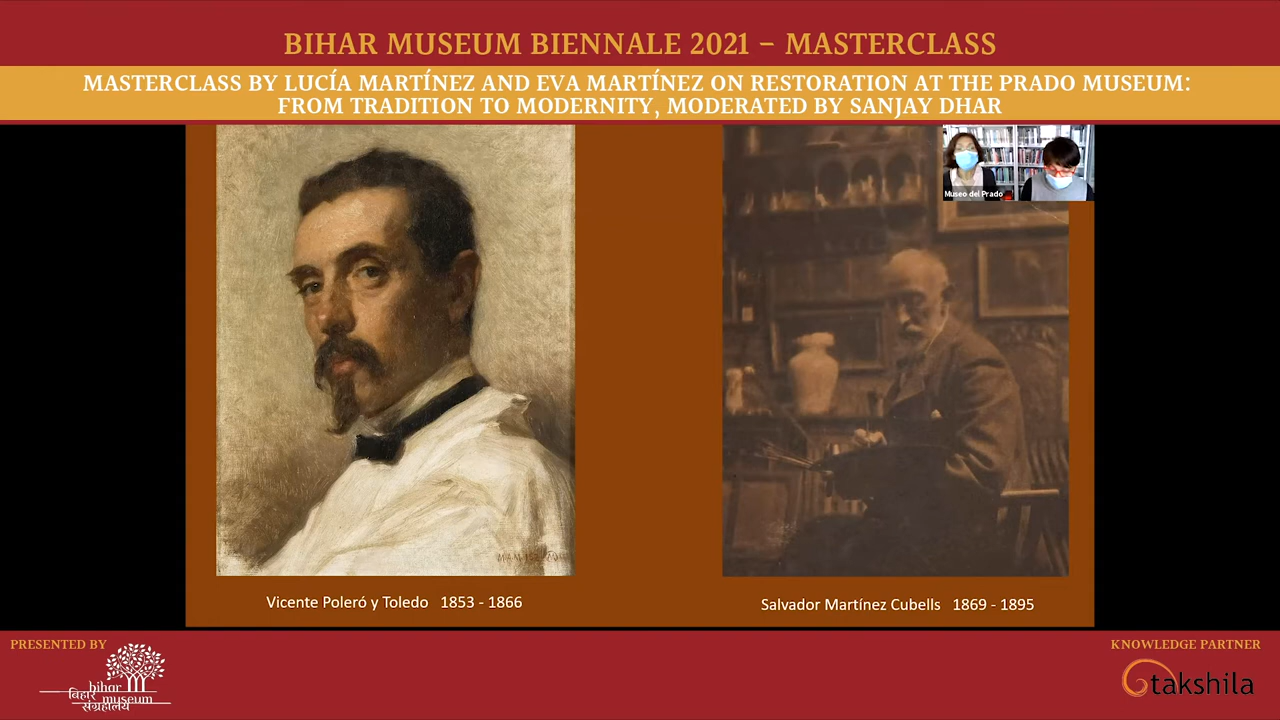 BIHAR MUSEUM BIENNALE 2021 – MASTERCLASS
MASTERCLASS BY LUCÍA MARTÍNEZ AND EVA MARTÍNEZ ON RESTORATION AT THE PRADO MUSEUM:
FROM TRADITION TO MODERNITY, MODERATED BY SANJAY DHAR
Museo del Prado
Vicente Poleró y Toledo 1853 - 1866
Salvador Martínez Cubells 1869 - 1895
PRESENTED BY
bihar
बिहार museum
संग्रहालय
KNOWLEDGE PARTNER
takshila